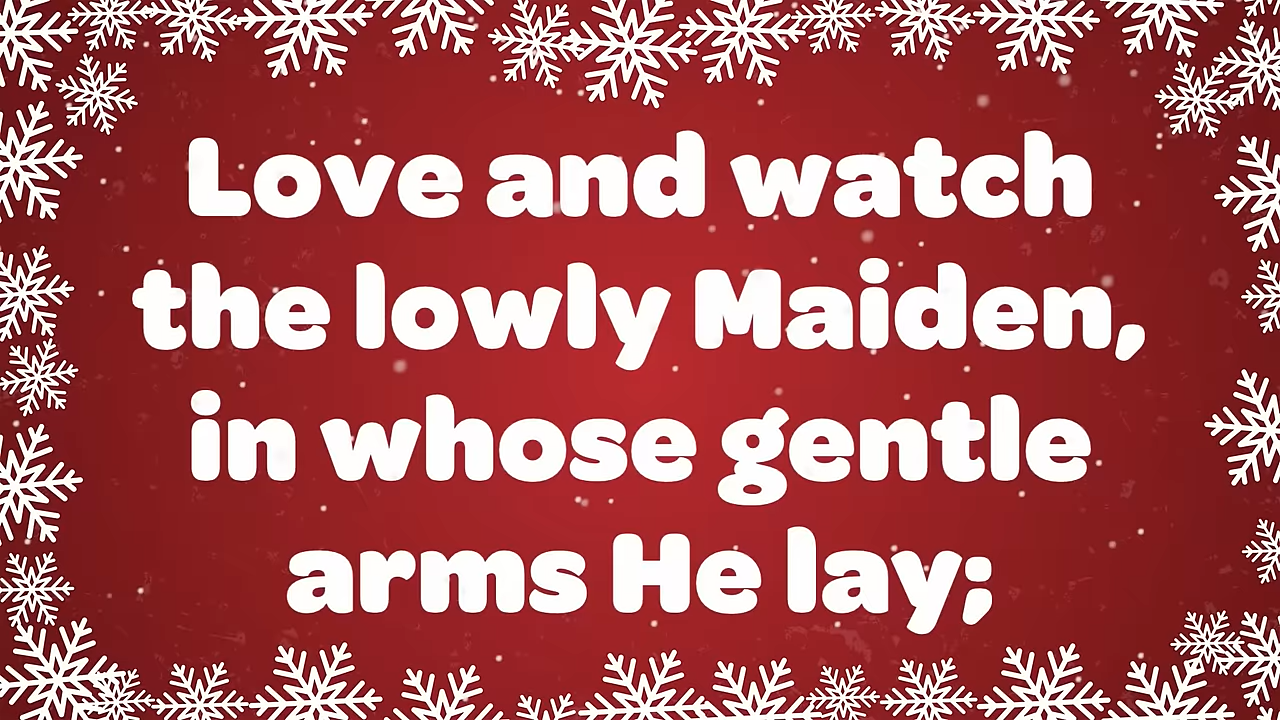 Love and watch
the lowly Maiden,
in whose gentle
arms He lay;